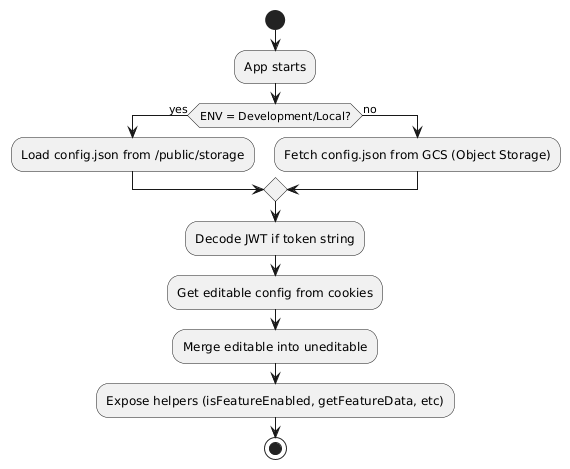 App starts
yes
ENV = Development/Local?
no
Load config.json from /public/storage
Fetch config.json from GCS (Object Storage)
Decode JWT if token string
Get editable config from cookies
Merge editable into uneditable
Expose helpers (isFeatureEnabled, getFeatureData, etc)